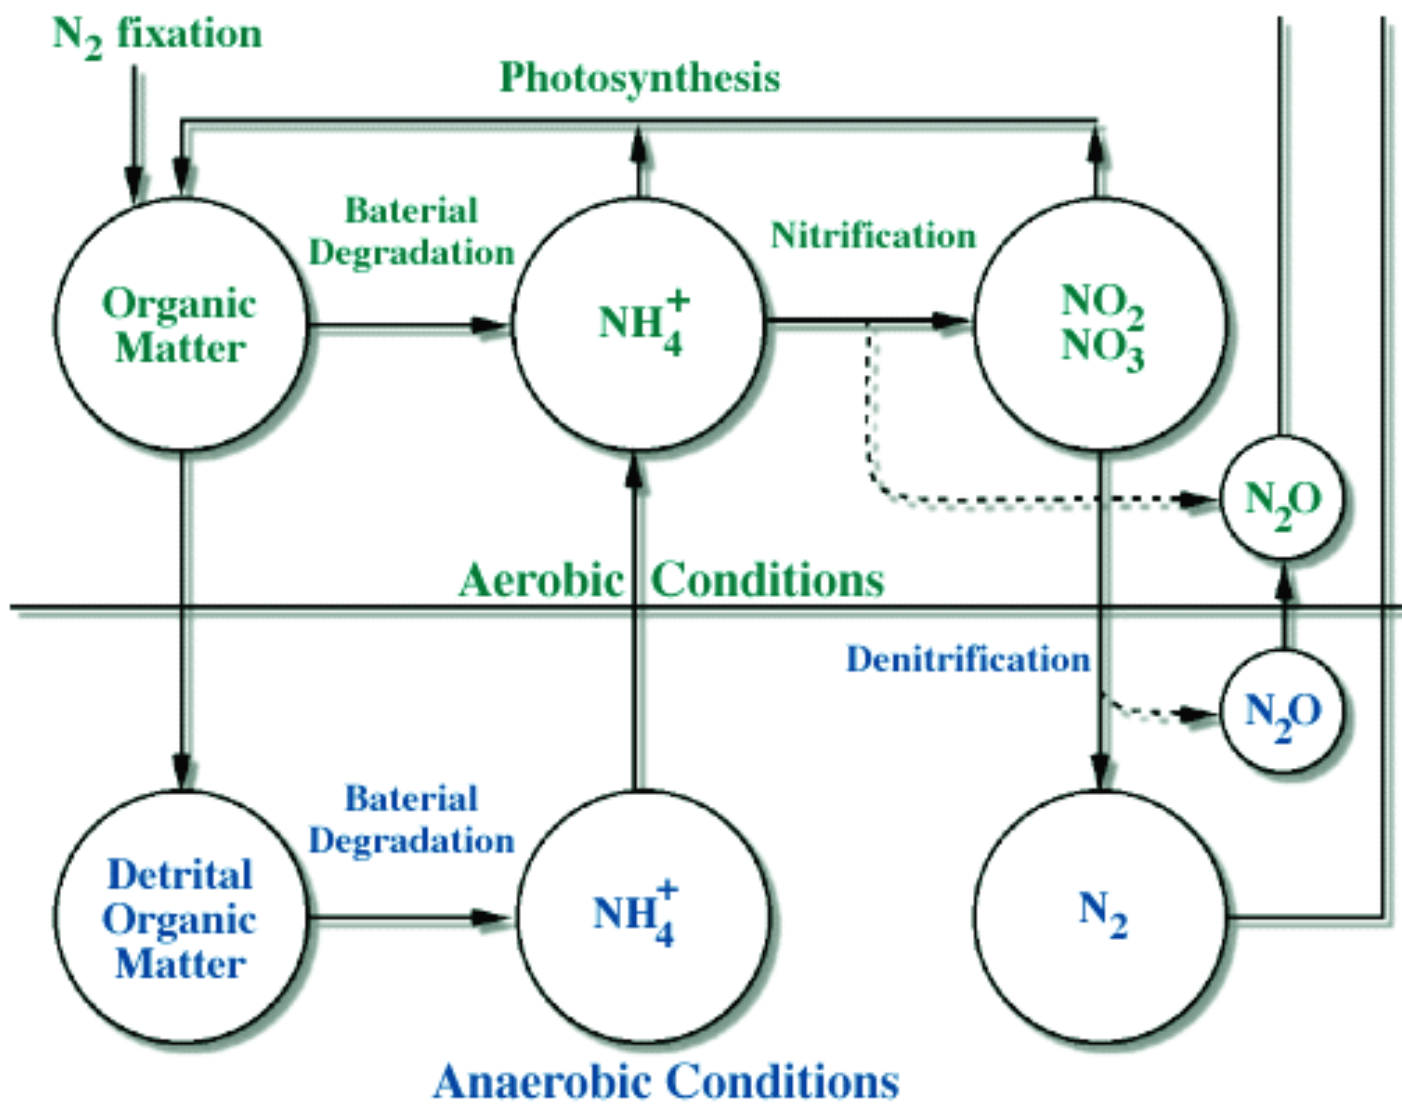 N2 fixation
Photosynthesis
Baterial
Degradation
Nitrification
Organic
Matter
NH4+
NO2
NO3
N2O
Aerobic Conditions
Denitrification
N2O
Baterial
Degradation
Detrital
Organic
Matter
NH4+
N2
Anaerobic Conditions